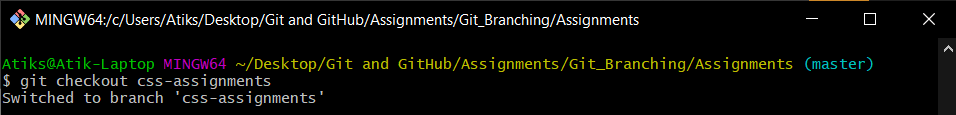 MINGW64:/c/Users/Atiks/Desktop/Git and GitHub/Assignments/Git_Branching/Assignments
Atiks@Atik-Laptop MINGW64 ~/Desktop/Git and GitHub/Assignments/Git_Branching/Assignments (master)
$ git checkout css-assignments
Switched to branch 'css-assignments'